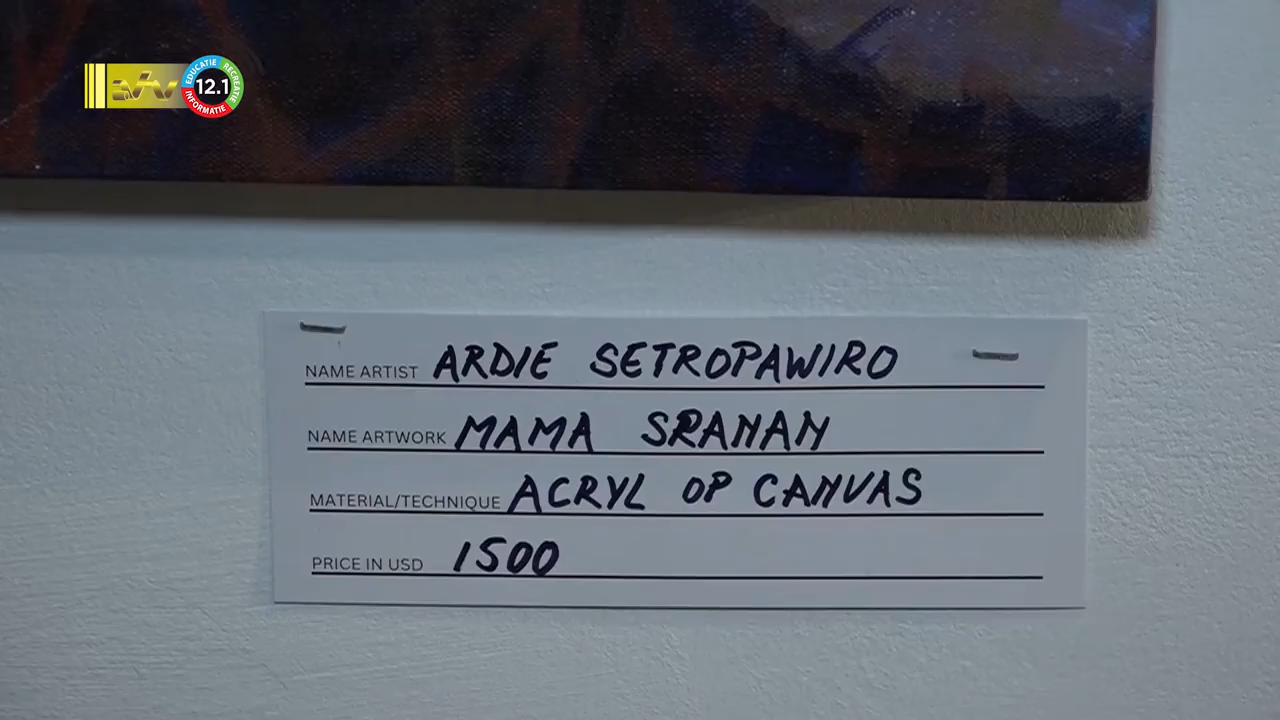 EDUCATIE RECREATIE
12.1
INFORMATIE
NAME ARTIST ARDIE SETROPAWIRO
NAME ARTWORK MAMA SRANAN
MATERIAL/TECHNIQUE ACRYL OP CANVAS
PRICE IN USD 1500